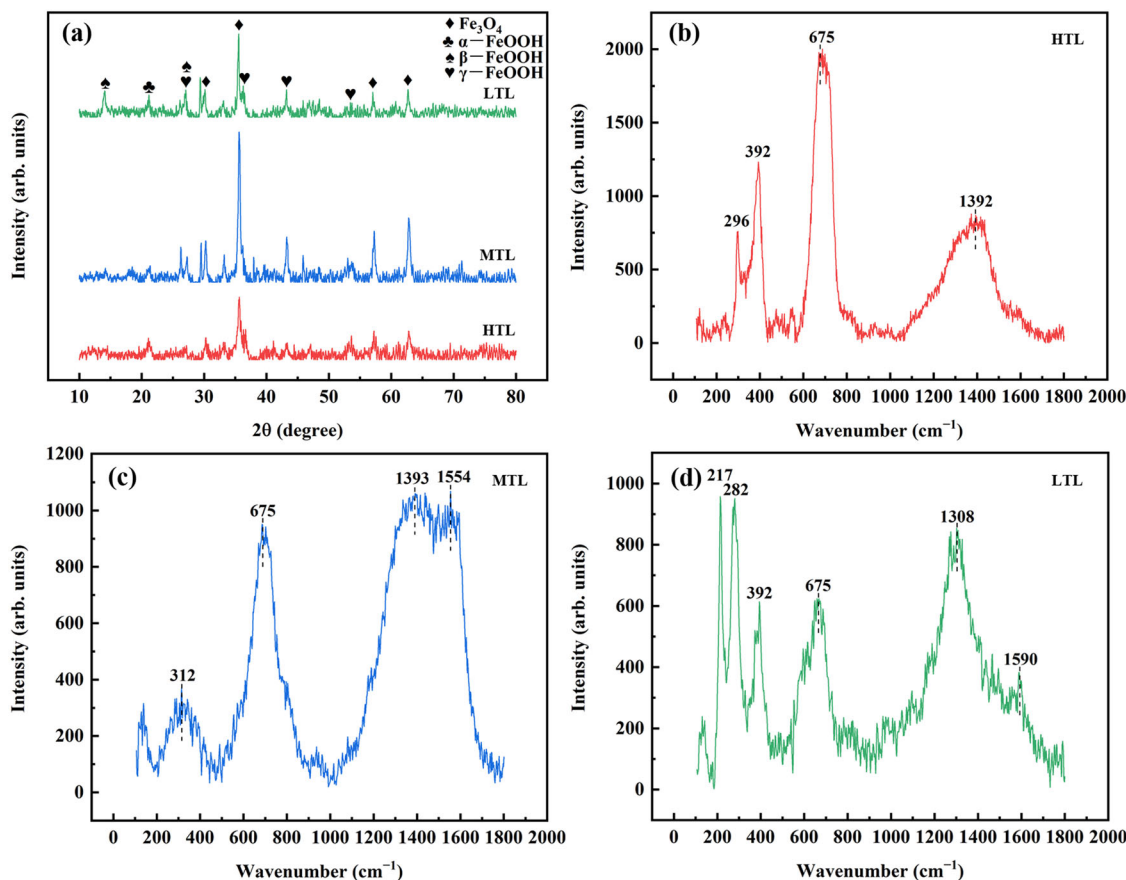 (a)
♦ Fe₃O₄
♣ α—FeOOH
♠ β—FeOOH
♥ γ—FeOOH
LTL
MTL
HTL
Intensity (arb. units)
10 20 30 40 50 60 70 80
2θ (degree)
(b)
HTL
675
392
296
1392
2000
1500
1000
500
0
Intensity (arb. units)
0 200 400 600 800 1000 1200 1400 1600 1800 2000
Wavenumber (cm⁻¹)
(c)
MTL
1393
1554
675
312
1200
1000
800
600
400
200
0
Intensity (arb. units)
0 200 400 600 800 1000 1200 1400 1600 1800 2000
Wavenumber (cm⁻¹)
(d)
LTL
217
282
392
675
1308
1590
1000
800
600
400
200
0
Intensity (arb. units)
0 200 400 600 800 1000 1200 1400 1600 1800 2000
Wavenumber (cm⁻¹)